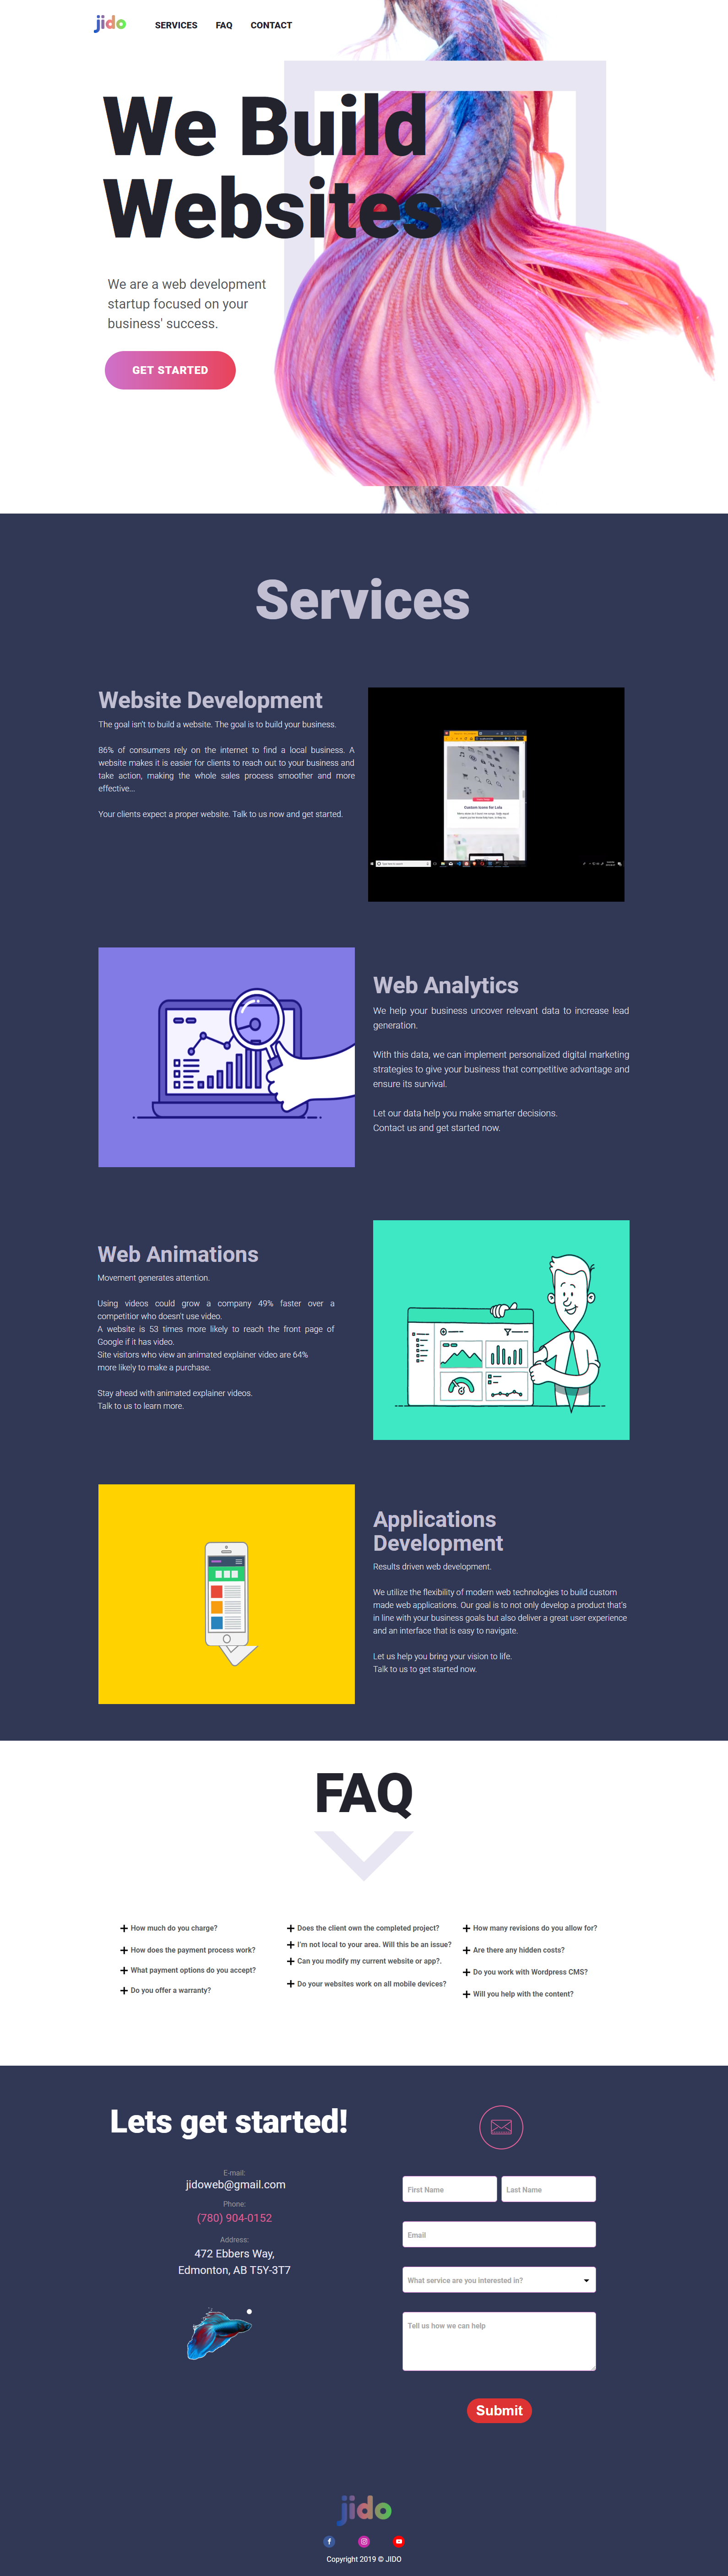 jido SERVICES FAQ CONTACT
We Build
Websites
We are a web development
startup focused on your
business' success.
GET STARTED
Services
Website Development
The goal isn't to build a website. The goal is to build your business.
86% of consumers rely on the internet to find a local business. A
website makes it is easier for clients to reach out to your business and
take action, making the whole sales process smoother and more
effective...
Your clients expect a proper website. Talk to us now and get started.
Custom icons for Lala
Web Analytics
We help your business uncover relevant data to increase lead
generation.
With this data, we can implement personalized digital marketing
strategies to give your business that competitive advantage and
ensure its survival.
Let our data help you make smarter decisions.
Contact us and get started now.
Web Animations
Movement generates attention.
Using videos could grow a company 49% faster over a
competitor who doesn't use video.
A website is 53 times more likely to reach the front page of
Google if it has video.
Site visitors who view an animated explainer video are 64%
more likely to make a purchase.
Stay ahead with animated explainer videos.
Talk to us to learn more.
Applications
Development
Results driven web development.
We utilize the flexibility of modern web technologies to build custom
made web applications. Our goal is to not only develop a product that's
in line with your business goals but also deliver a great user experience
and an interface that is easy to navigate.
Let us help you bring your vision to life.
Talk to us to get started now.
FAQ
How much do you charge?
How does the payment process work?
What payment options do you accept?
Do you offer a warranty?
Does the client own the completed project?
I'm not local to your area. Will this be an issue?
Can you modify my current website or app?.
Do your websites work on all mobile devices?
How many revisions do you allow for?
Are there any hidden costs?
Do you work with Wordpress CMS?
Will you help with the content?
Lets get started!
E-mail:
jidoweb@gmail.com
Phone:
(780) 904-0152
Address:
472 Ebbers Way,
Edmonton, AB T5Y-3T7
First Name Last Name
Email
What service are you interested in?
Tell us how we can help
Submit
jido
Copyright 2019 © JIDO